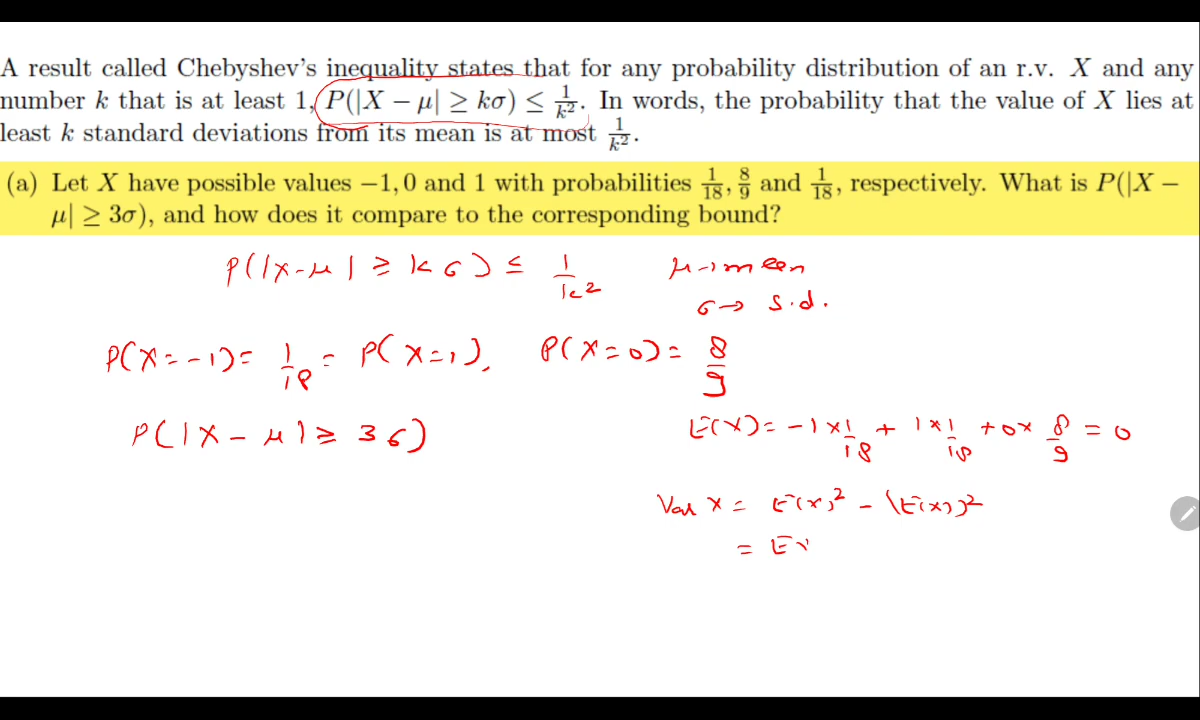 A result called Chebyshev's inequality states that for any probability distribution of an r.v. X and any
number k that is at least 1, P(|X − μ| ≥ kσ) ≤ 1/k². In words, the probability that the value of X lies at
least k standard deviations from its mean is at most 1/k².
(a) Let X have possible values −1, 0 and 1 with probabilities 1/18, 8/9 and 1/18, respectively. What is P(|X −
μ| ≥ 3σ), and how does it compare to the corresponding bound?
P(|X-μ| ≥ kσ) ≤ 1/k² μ → mean
σ → s.d.
P(X=-1) = 1/18 = P(X=1), P(X=0) = 8/9
P(|X-μ| ≥ 3σ) E(X) = -1×1/18 + 1×1/18 + 0×8/9 = 0
Var X = E(X)² - (E(X))²
= EX